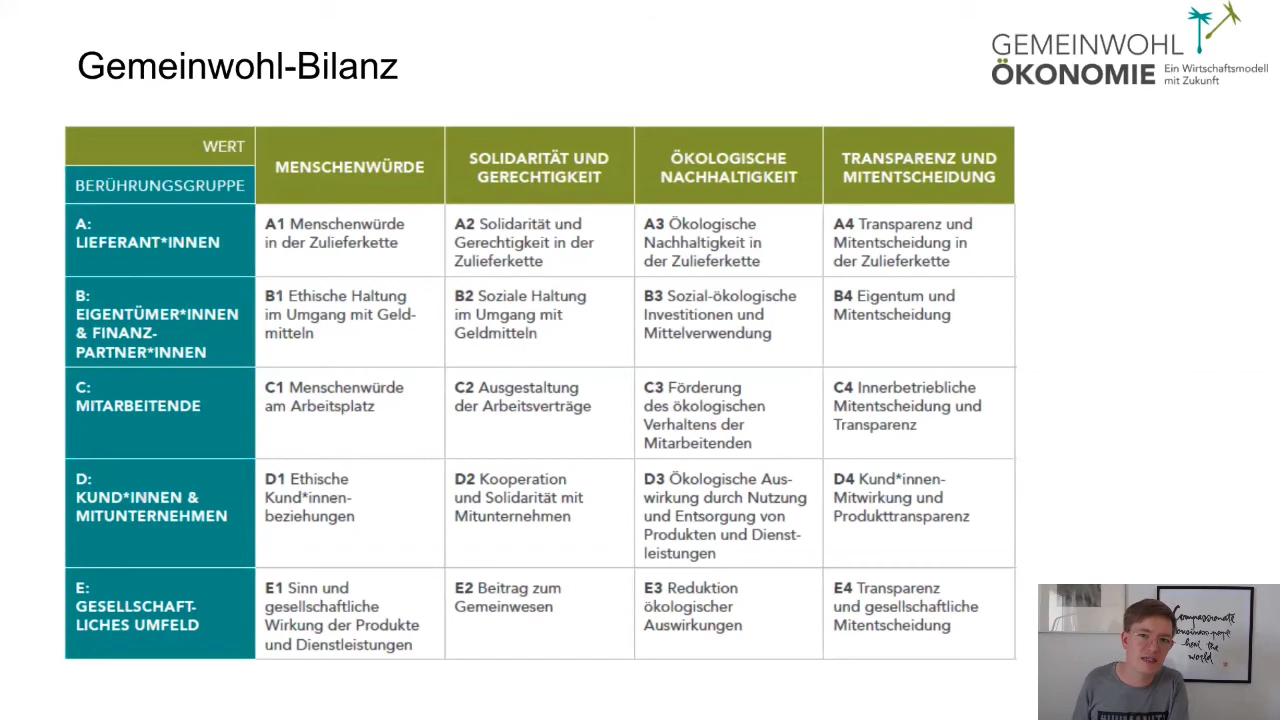 Gemeinwohl-Bilanz
GEMEINWOHL
ÖKONOMIE
Ein Wirtschaftsmodell
mit Zukunft
WERT
BERÜHRUNGSGRUPPE
MENSCHENWÜRDE
SOLIDARITÄT UND
GERECHTIGKEIT
ÖKOLOGISCHE
NACHHALTIGKEIT
TRANSPARENZ UND
MITENTSCHEIDUNG
A:
LIEFERANT*INNEN
A1 Menschenwürde
in der Zulieferkette
A2 Solidarität und
Gerechtigkeit in der
Zulieferkette
A3 Ökologische
Nachhaltigkeit in
der Zulieferkette
A4 Transparenz und
Mitentscheidung in
der Zulieferkette
B:
EIGENTÜMER*INNEN
& FINANZ-
PARTNER*INNEN
B1 Ethische Haltung
im Umgang mit Geld-
mitteln
B2 Soziale Haltung
im Umgang mit
Geldmitteln
B3 Sozial-ökologische
Investitionen und
Mittelverwendung
B4 Eigentum und
Mitentscheidung
C:
MITARBEITENDE
C1 Menschenwürde
am Arbeitsplatz
C2 Ausgestaltung
der Arbeitsverträge
C3 Förderung
des ökologischen
Verhaltens der
Mitarbeitenden
C4 Innerbetriebliche
Mitentscheidung und
Transparenz
D:
KUND*INNEN &
MITUNTERNEHMEN
D1 Ethische
Kund*innen-
beziehungen
D2 Kooperation
und Solidarität mit
Mitunternehmen
D3 Ökologische Aus-
wirkung durch Nutzung
und Entsorgung von
Produkten und Dienst-
leistungen
D4 Kund*innen-
Mitwirkung und
Produkttransparenz
E:
GESELLSCHAFT-
LICHES UMFELD
E1 Sinn und
gesellschaftliche
Wirkung der Produkte
und Dienstleistungen
E2 Beitrag zum
Gemeinwesen
E3 Reduktion
ökologischer
Auswirkungen
E4 Transparenz
und gesellschaftliche
Mitentscheidung
Compassionate
the
world